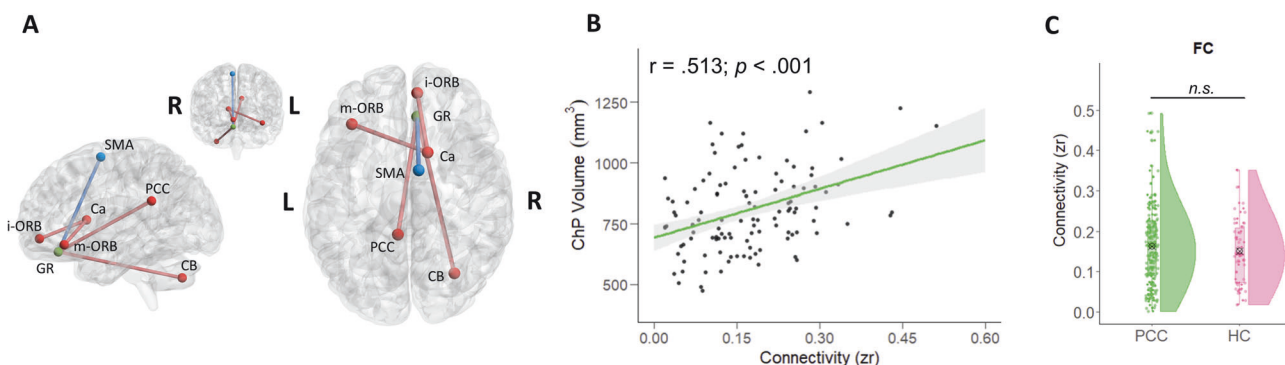 A
R
L
SMA
PCC
Ca
i-ORB
m-ORB
GR
CB
L
R
i-ORB
m-ORB
GR
Ca
SMA
PCC
CB
B
r = .513; p < .001
ChP Volume (mm³)
1250
1000
750
500
0.00 0.15 0.30 0.45 0.60
Connectivity (zr)
C
FC
n.s.
Connectivity (zr)
0.5
0.4
0.3
0.2
0.1
0.0
PCC HC